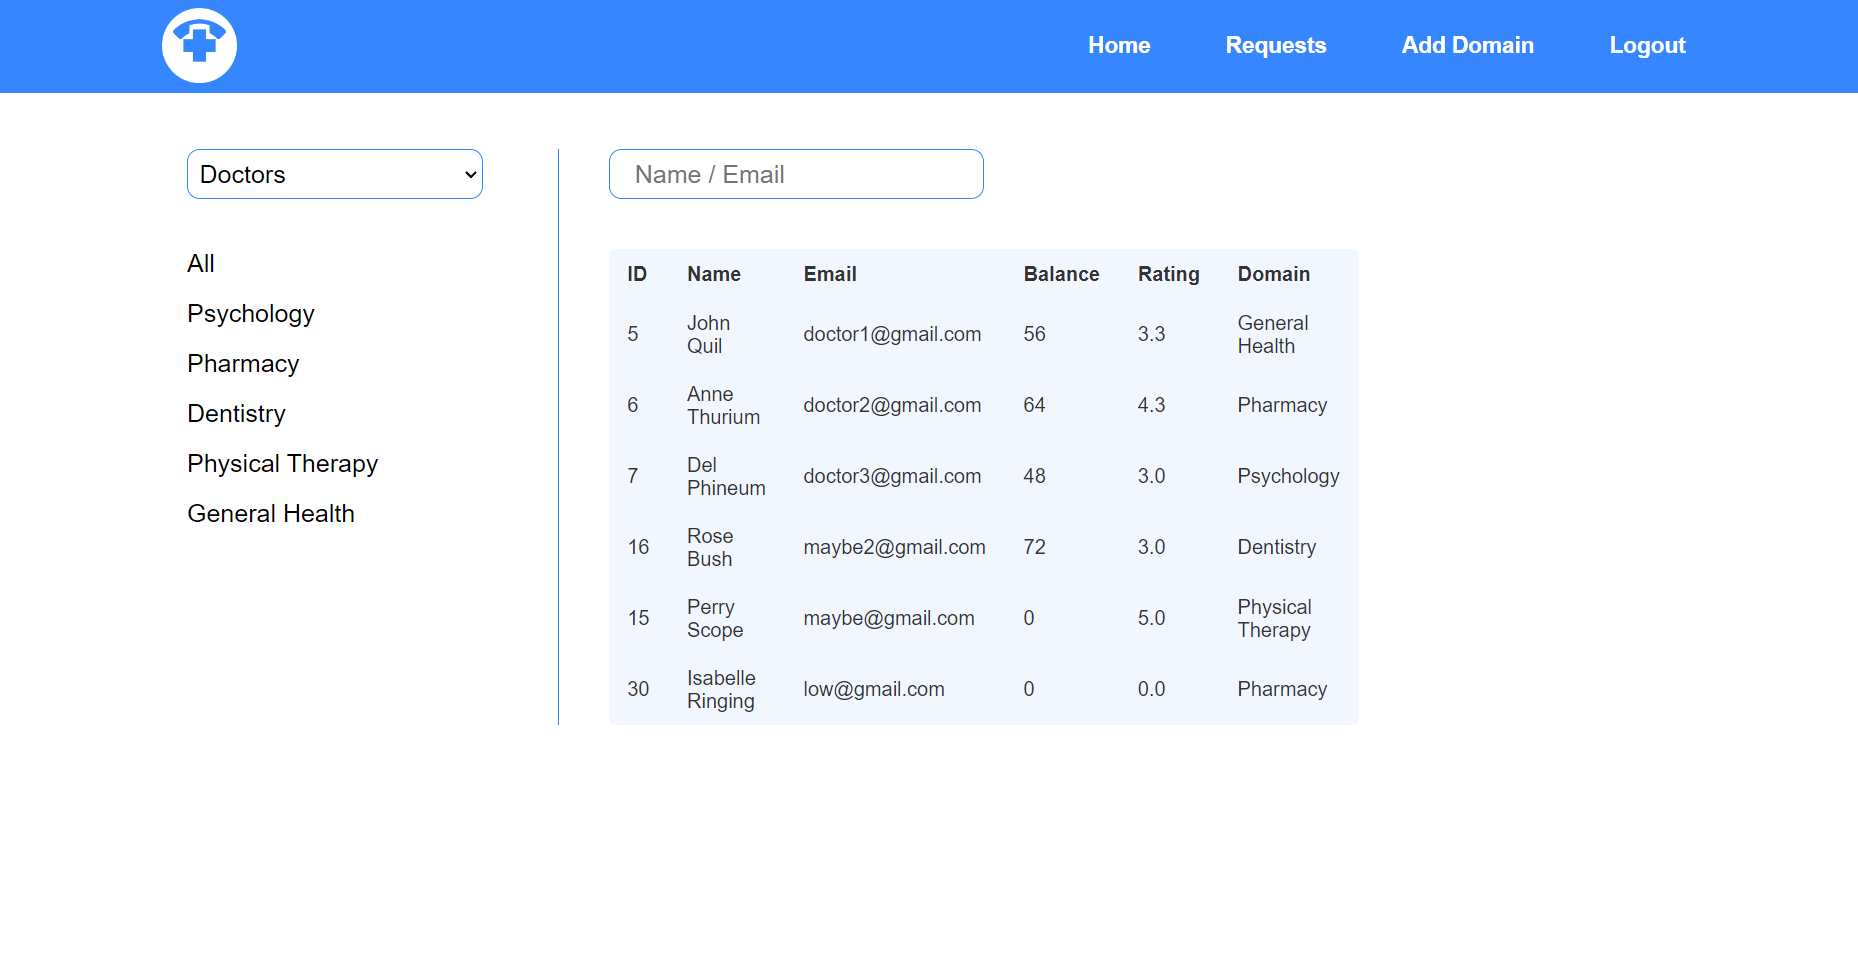 Home Requests Add Domain Logout
Doctors
Name / Email
All
Psychology
Pharmacy
Dentistry
Physical Therapy
General Health
ID Name Email Balance Rating Domain
5 John Quil doctor1@gmail.com 56 3.3 General Health
6 Anne Thurium doctor2@gmail.com 64 4.3 Pharmacy
7 Del Phineum doctor3@gmail.com 48 3.0 Psychology
16 Rose Bush maybe2@gmail.com 72 3.0 Dentistry
15 Perry Scope maybe@gmail.com 0 5.0 Physical Therapy
30 Isabelle Ringing low@gmail.com 0 0.0 Pharmacy